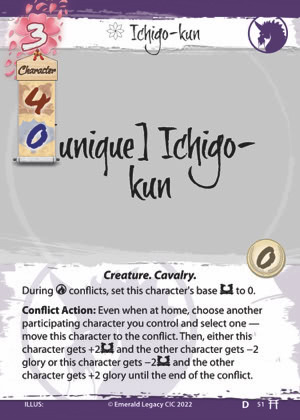 3
Ichigo-kun
Character
4
0
unique] Ichigo-
kun
0
Creature. Cavalry.
During conflicts, set this character's base to 0.
Conflict Action: Even when at home, choose another
participating character you control and select one —
move this character to the conflict. Then, either this
character gets +2 and the other character gets –2
glory or this character gets –2 and the other
character gets +2 glory until the end of the conflict.
ILLUS:
© Emerald Legacy CIC 2022
D 51